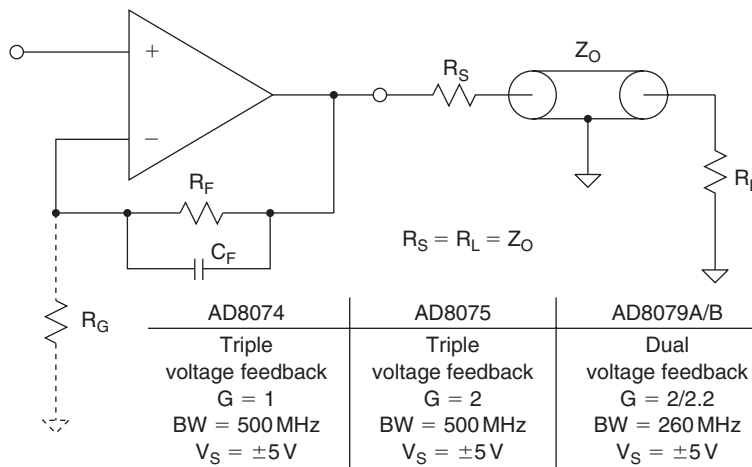 +
−
R_S
Z_O
R_F
C_F
R_S = R_L = Z_O
R_G
AD8074 AD8075 AD8079A/B
Triple Triple Dual
voltage feedback voltage feedback voltage feedback
G = 1 G = 2 G = 2/2.2
BW = 500 MHz BW = 500 MHz BW = 260 MHz
V_S = ±5 V V_S = ±5 V V_S = ±5 V